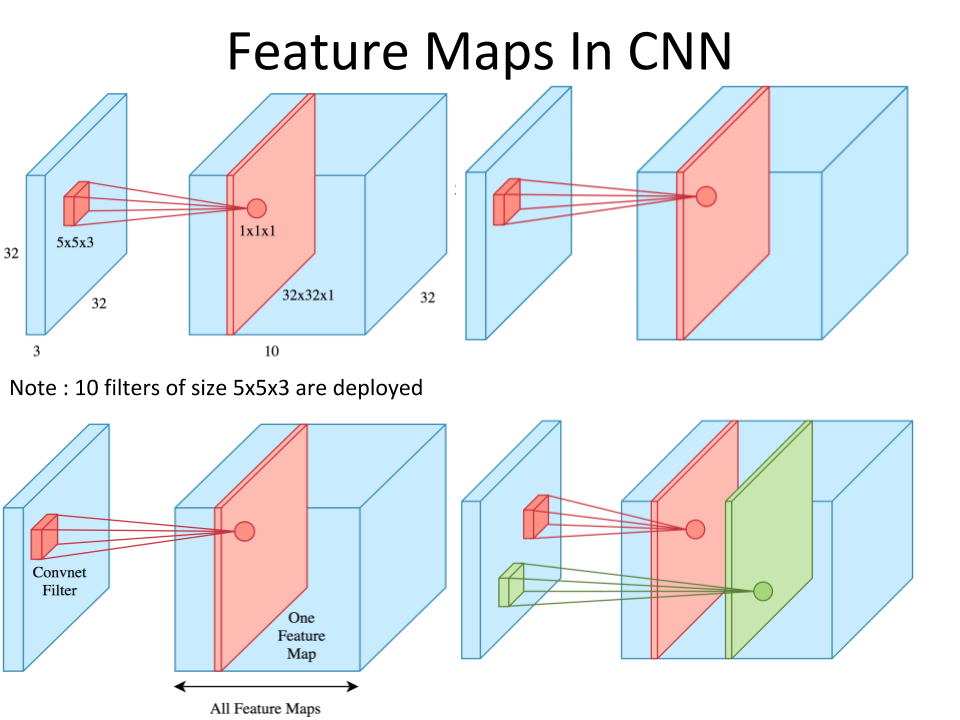 Feature Maps In CNN
5x5x3
1x1x1
32
32x32x1
32
32
3
10
:
Note : 10 filters of size 5x5x3 are deployed
Convnet
Filter
One
Feature
Map
All Feature Maps